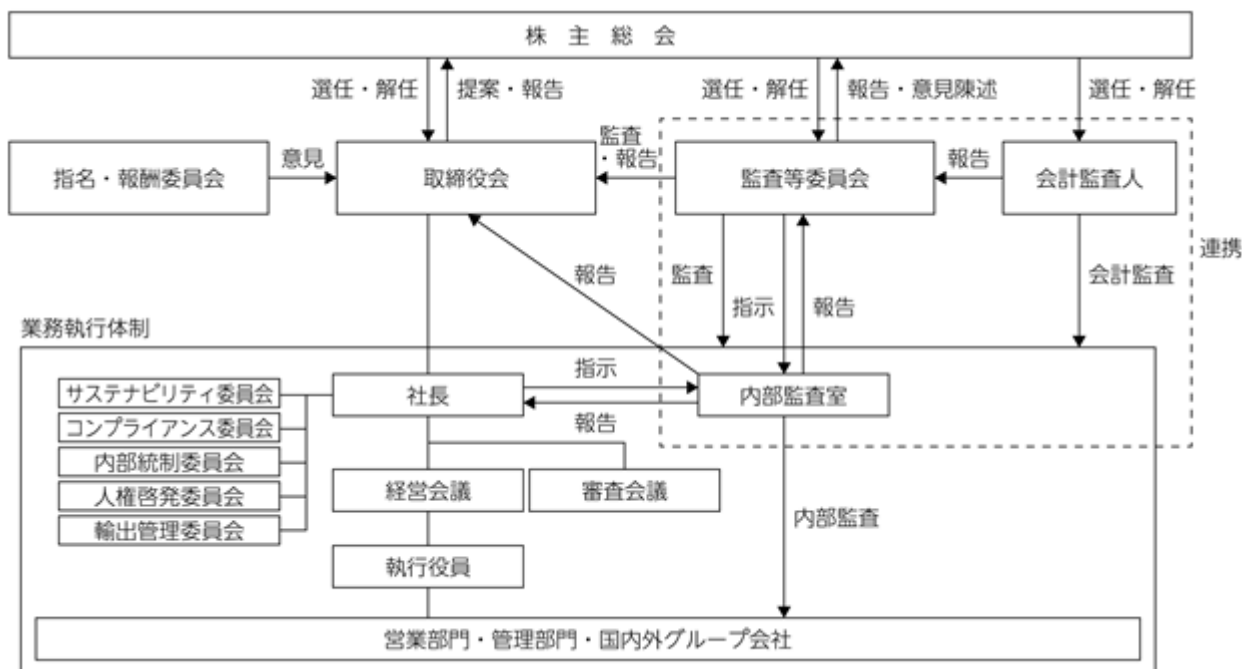 株主総会
選任・解任
提案・報告
選任・解任
報告・意見陳述
選任・解任
指名・報酬委員会
意見
取締役会
監査
・報告
監査等委員会
報告
会計監査人
連携
報告
監査
指示
報告
会計監査
業務執行体制
サステナビリティ委員会
コンプライアンス委員会
内部統制委員会
人権啓発委員会
輸出管理委員会
社長
指示
報告
内部監査室
経営会議
審査会議
内部監査
執行役員
営業部門・管理部門・国内外グループ会社